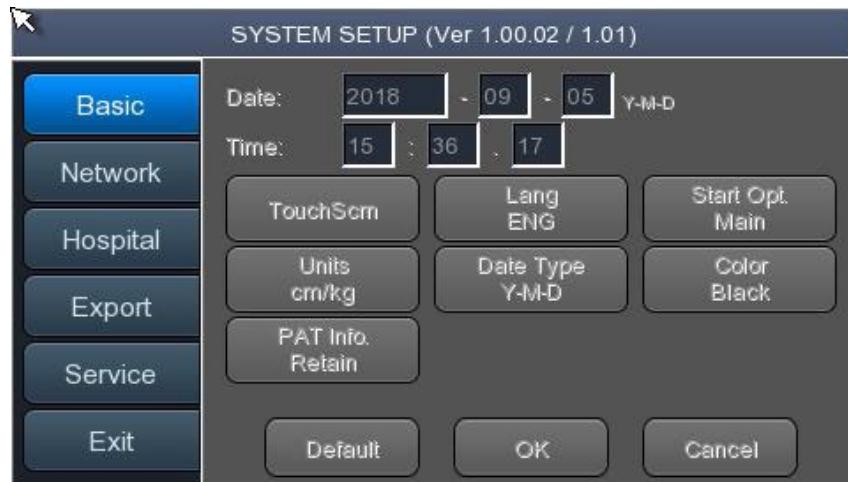 SYSTEM SETUP (Ver 1.00.02 / 1.01)
Basic
Network
Hospital
Export
Service
Exit
Date: 2018 - 09 - 05 Y-M-D
Time: 15 : 36 . 17
TouchScrn
Lang
ENG
Start Opt.
Main
Units
cm/kg
Date Type
Y-M-D
Color
Black
PAT Info.
Retain
Default
OK
Cancel